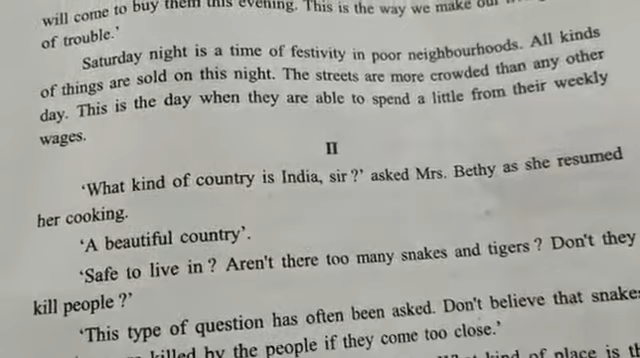 will come to buy them this evening. This is the way we make our
of trouble.'
Saturday night is a time of festivity in poor neighbourhoods. All kinds
of things are sold on this night. The streets are more crowded than any other
day. This is the day when they are able to spend a little from their weekly
wages.
II
'What kind of country is India, sir ?' asked Mrs. Bethy as she resumed
her cooking.
'A beautiful country'.
'Safe to live in ? Aren't there too many snakes and tigers ? Don't they
kill people ?'
'This type of question has often been asked. Don't believe that snakes
killed by the people if they come too close.'
kind of place is